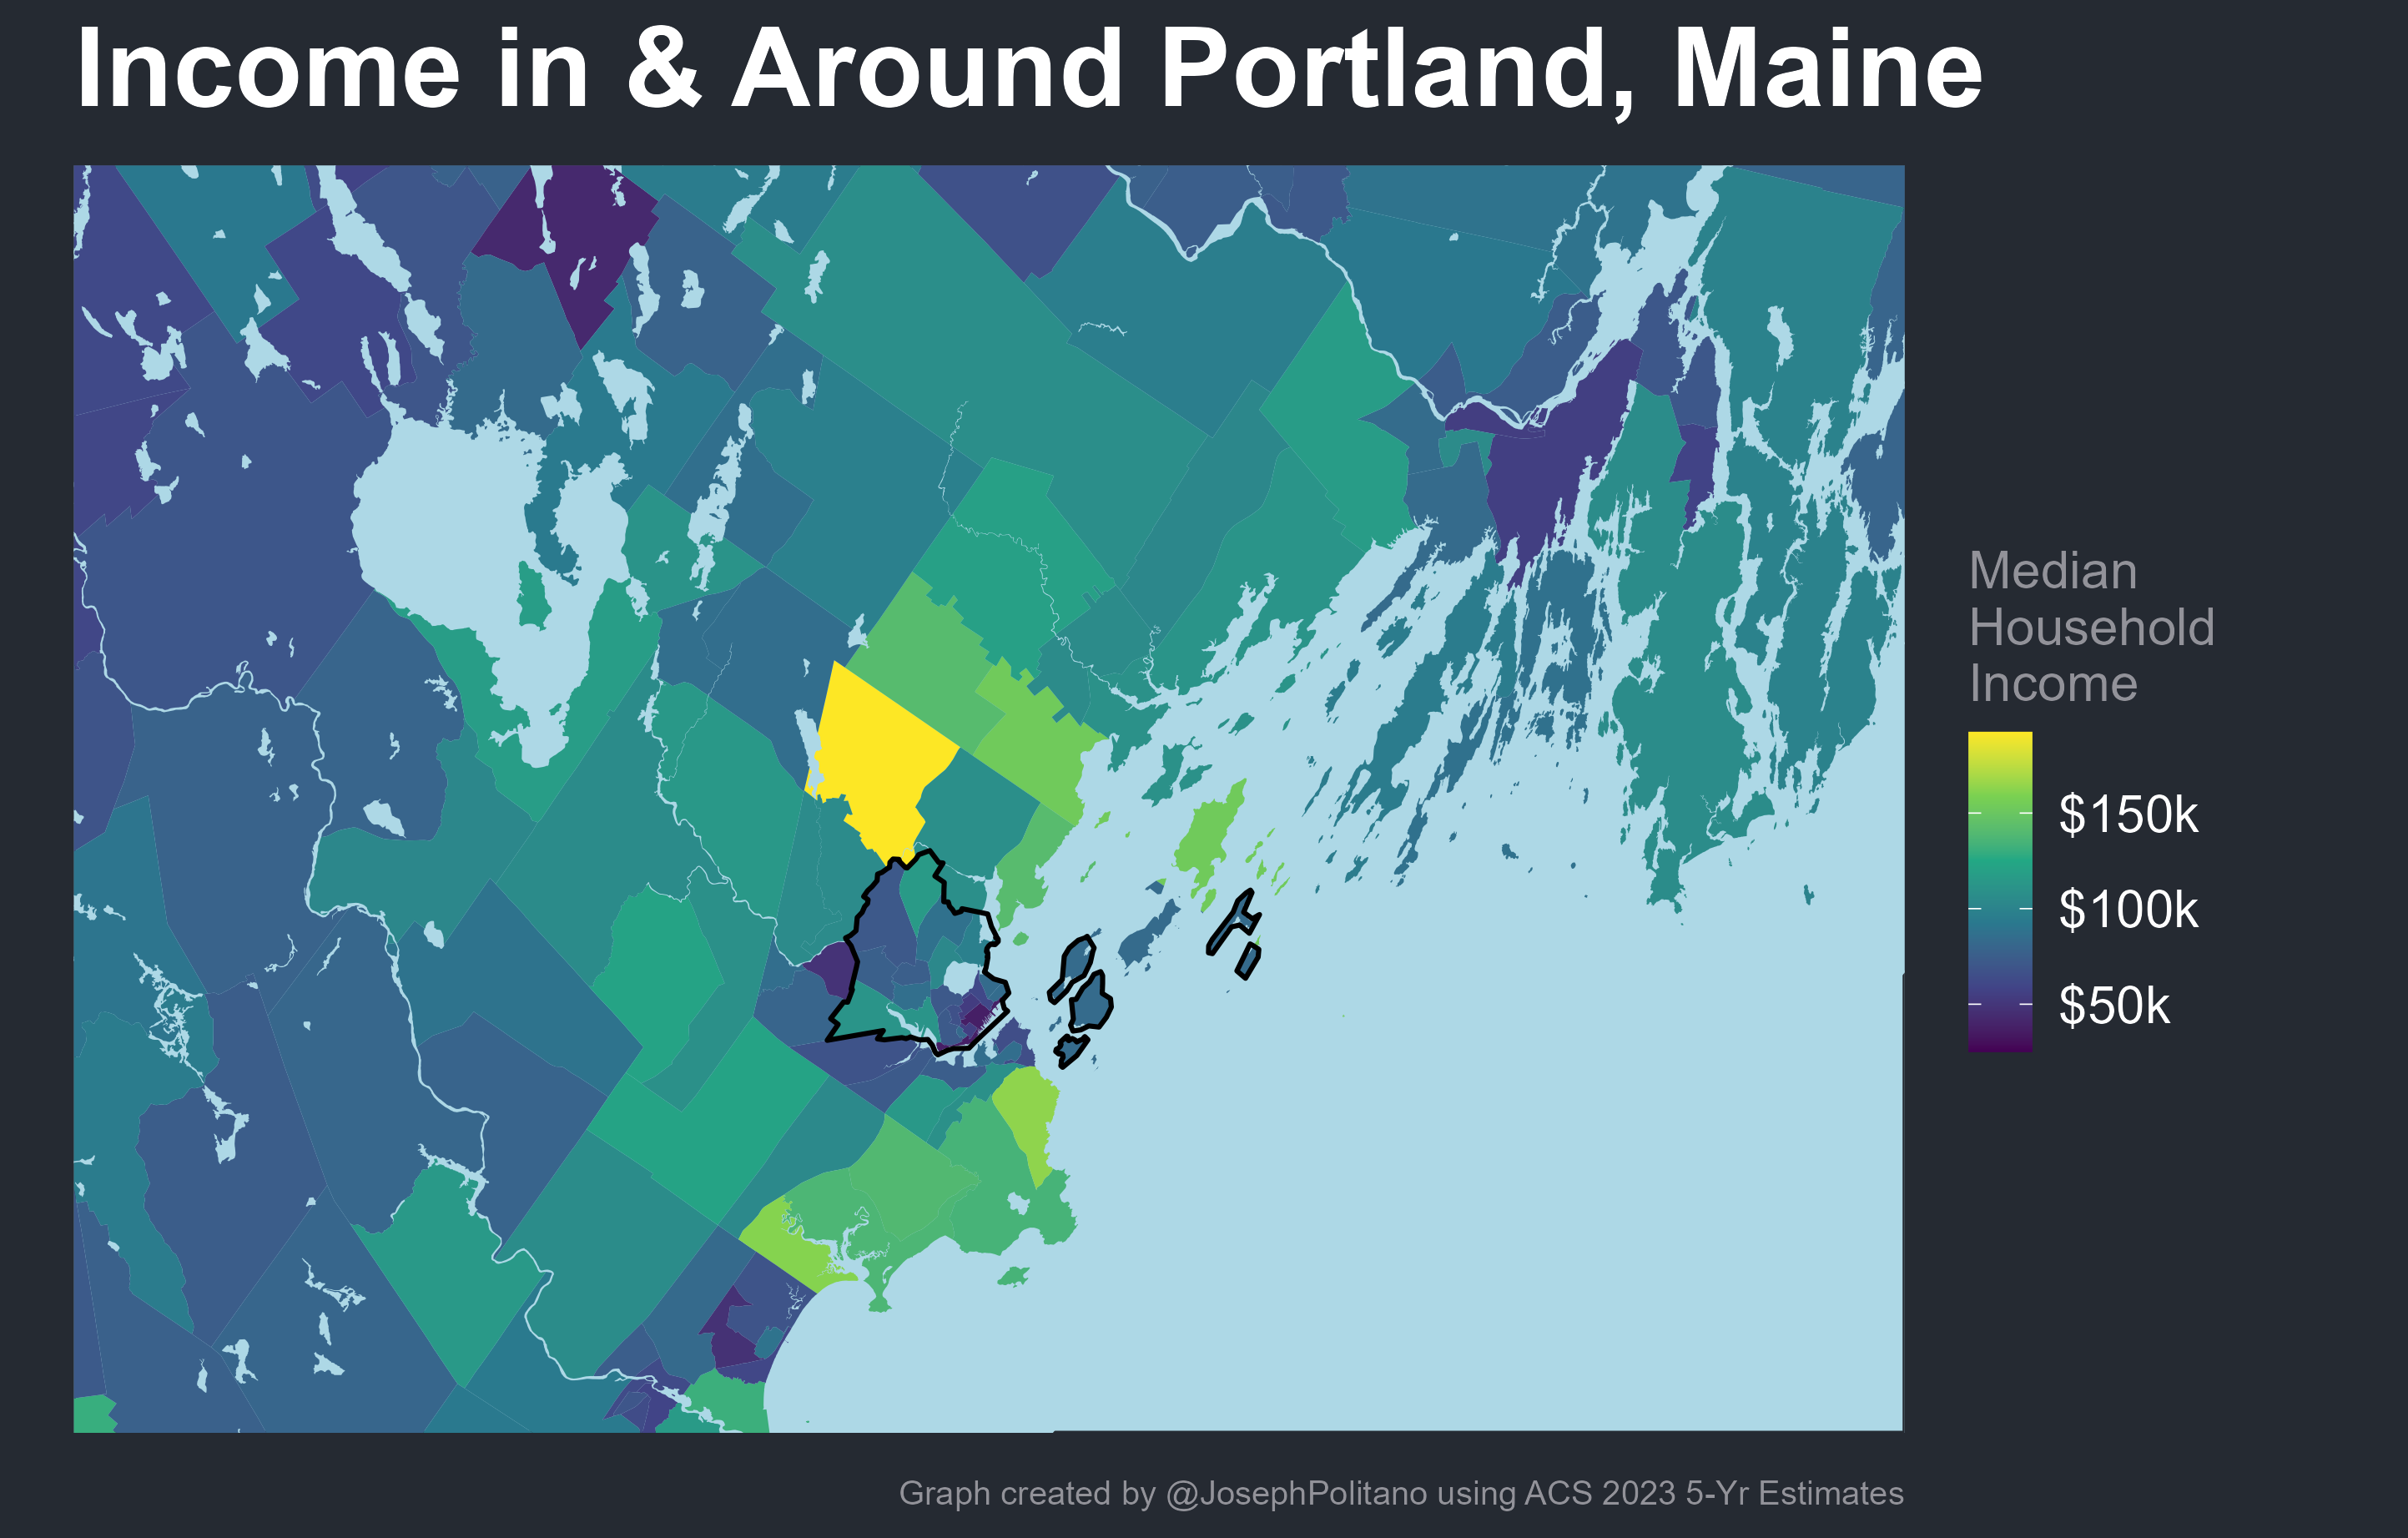 Income in & Around Portland, Maine
Median
Household
Income
$150k
$100k
$50k
Graph created by @JosephPolitano using ACS 2023 5-Yr Estimates